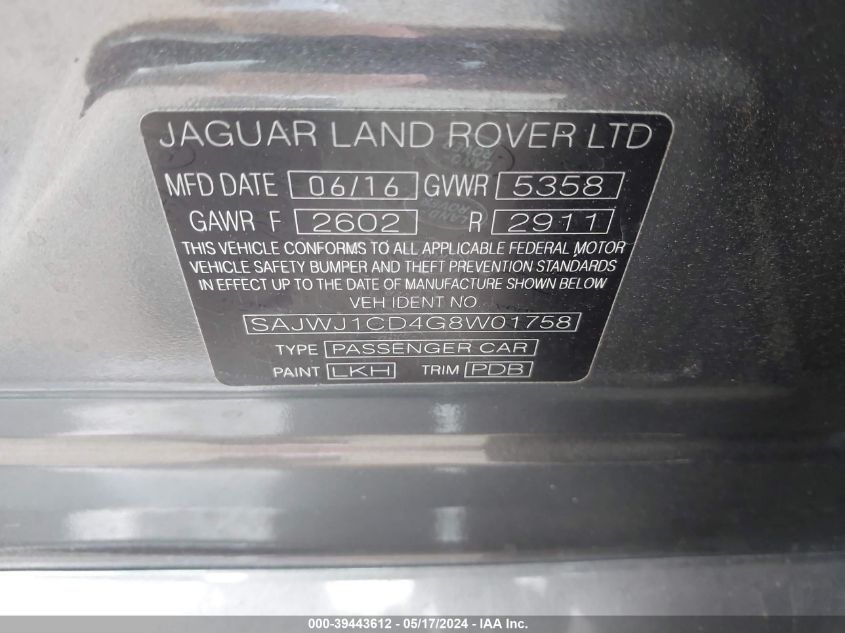 JAGUAR LAND ROVER LTD
MFD DATE 06/16 GVWR 5358
GAWR F 2602 R 2911
THIS VEHICLE CONFORMS TO ALL APPLICABLE FEDERAL MOTOR
VEHICLE SAFETY BUMPER AND THEFT PREVENTION STANDARDS
IN EFFECT UP TO THE DATE OF MANUFACTURE SHOWN BELOW
VEH IDENT NO.
SAJWJ1CD4G8W01758
TYPE PASSENGER CAR
PAINT LKH TRIM PDB
000-39443612 - 05/17/2024 - IAA Inc.